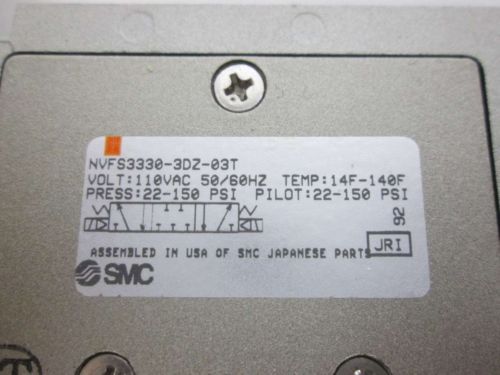 NVFS3330-3DZ-03T
VOLT:110VAC 50/60HZ TEMP:14F-140F
PRESS:22-150 PSI PILOT:22-150 PSI
92
JRI
ASSEMBLED IN USA OF SMC JAPANESE PARTS
SMC